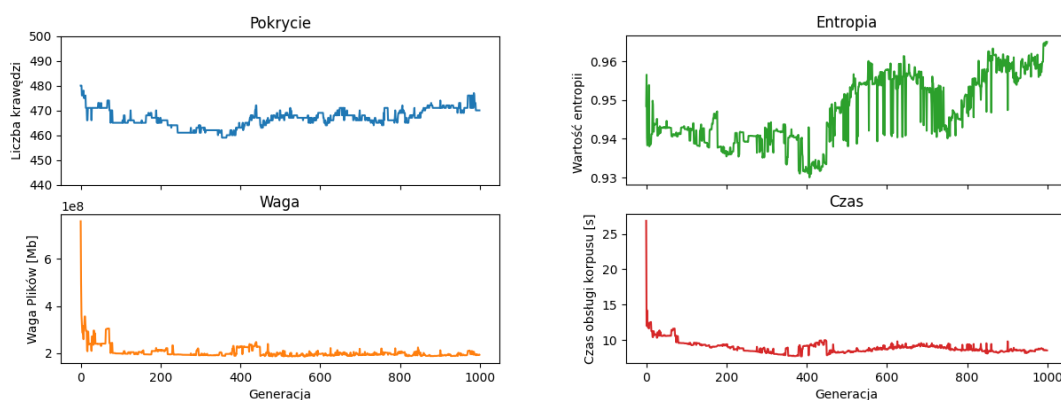 Pokrycie
Liczba krawędzi
500
490
480
470
460
450
440
Entropia
Wartość entropii
0.96
0.95
0.94
0.93
Waga
1e8
Waga Plików [Mb]
6
4
2
0
200
400
600
800
1000
Generacja
Czas
Czas obsługi korpusu [s]
25
20
15
10
0
200
400
600
800
1000
Generacja